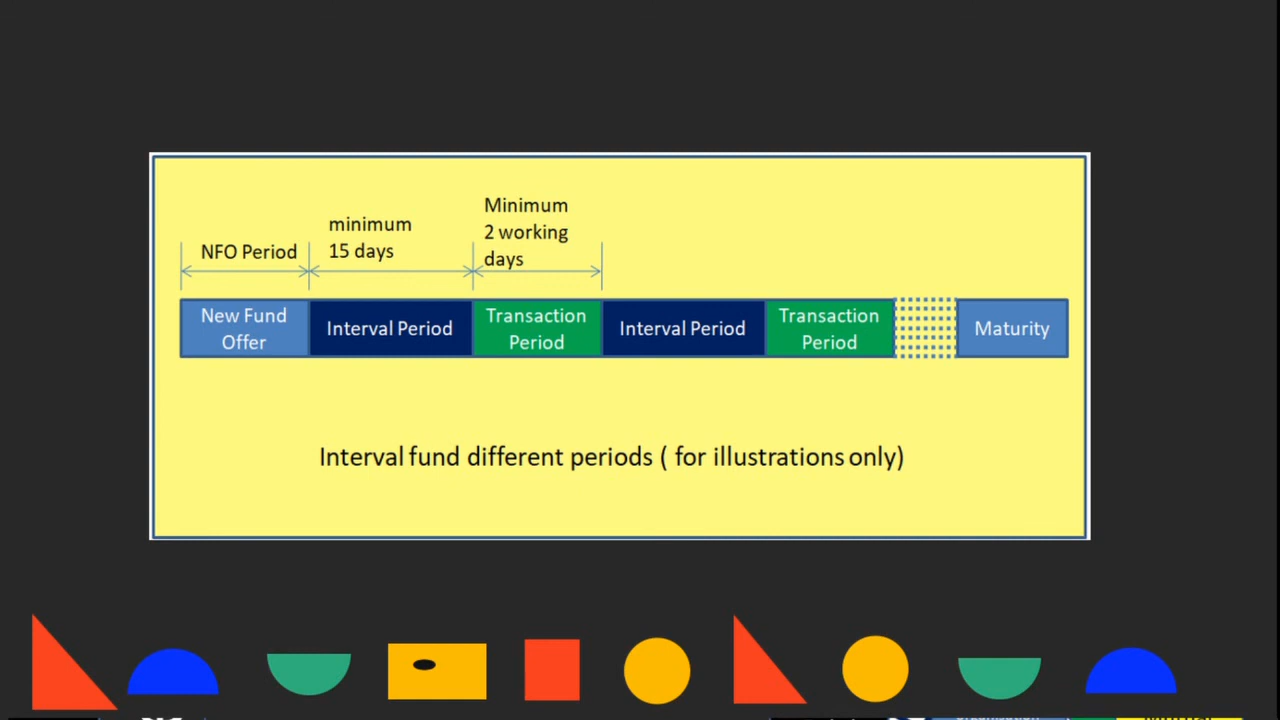 Minimum
minimum
2 working
NFO Period
15 days
days
New Fund
Offer
Interval Period
Transaction
Period
Interval Period
Transaction
Period
Maturity
Interval fund different periods ( for illustrations only)